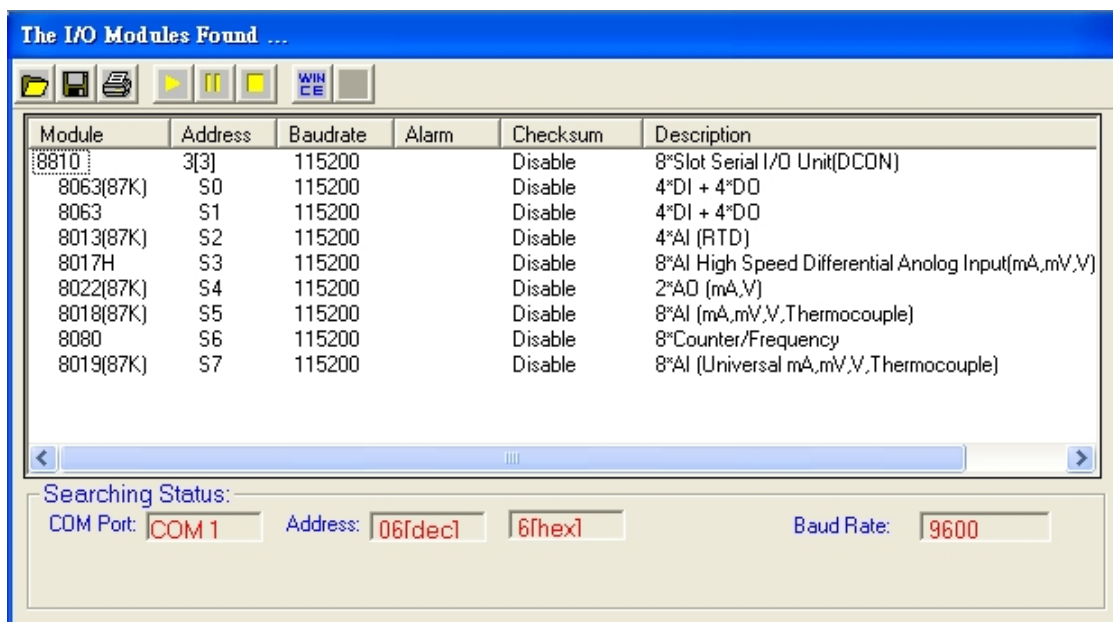 The I/O Modules Found ...
WIN CE
Module Address Baudrate Alarm Checksum Description
8810 3[3] 115200 Disable 8*Slot Serial I/O Unit(DCON)
8063(87K) S0 115200 Disable 4*DI + 4*DO
8063 S1 115200 Disable 4*DI + 4*DO
8013(87K) S2 115200 Disable 4*AI (RTD)
8017H S3 115200 Disable 8*AI High Speed Differential Anolog Input(mA,mV,V)
8022(87K) S4 115200 Disable 2*AO (mA,V)
8018(87K) S5 115200 Disable 8*AI (mA,mV,V,Thermocouple)
8080 S6 115200 Disable 8*Counter/Frequency
8019(87K) S7 115200 Disable 8*AI (Universal mA,mV,V,Thermocouple)
Searching Status:
COM Port: COM 1 Address: 06[dec] 6[hex] Baud Rate: 9600